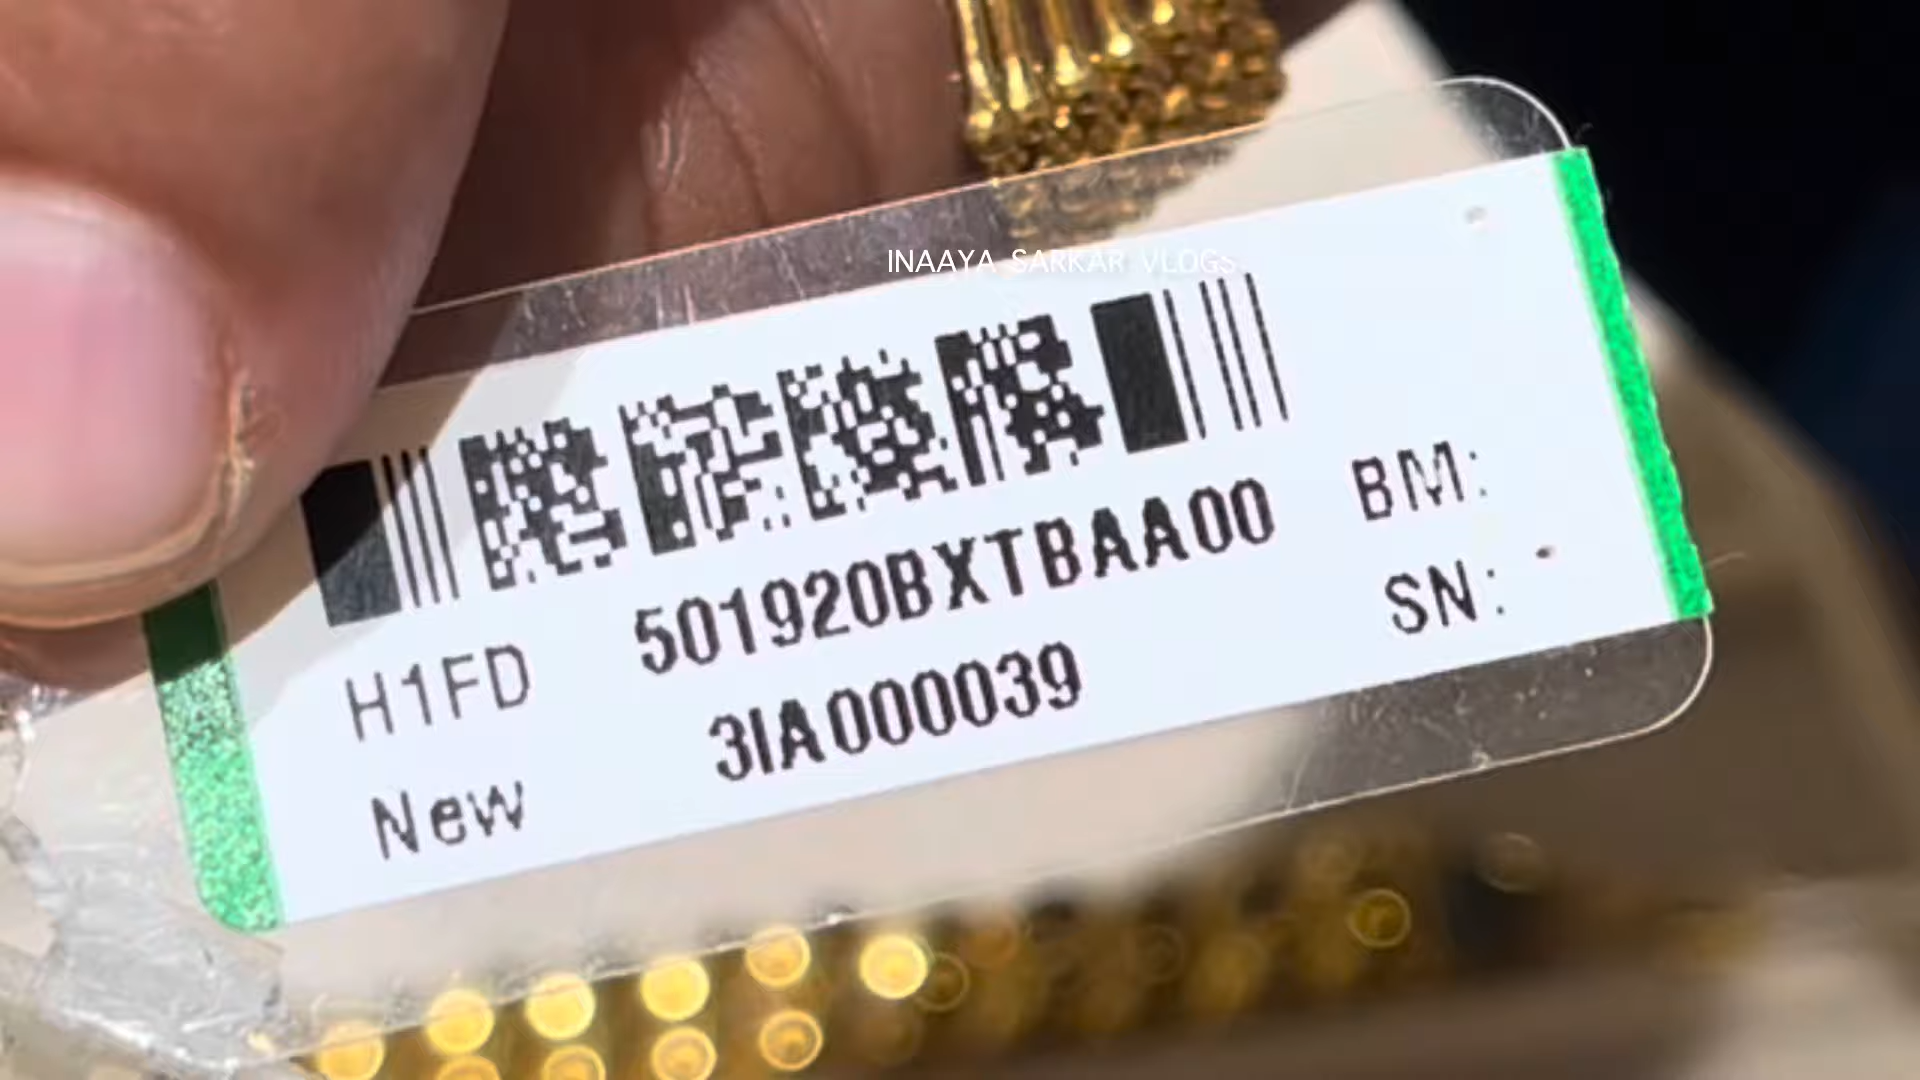 INAAYA SARKAR VLOGS
501920BXTBAA00 BM:
H1FD 3IA000039 SN:
New